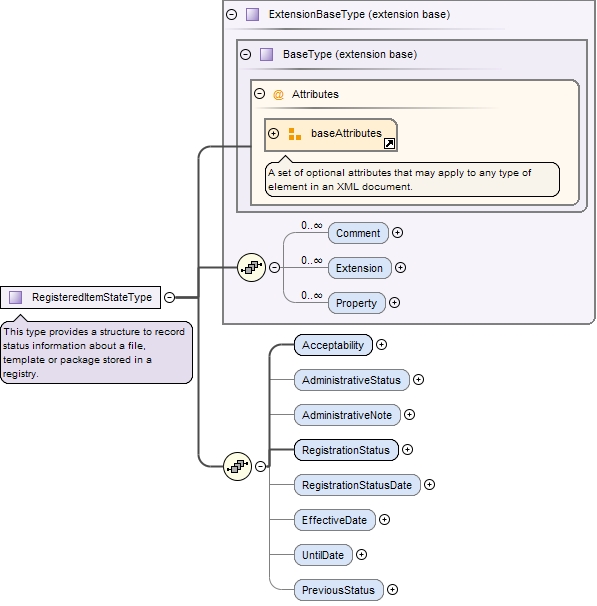 ExtensionBaseType (extension base)
BaseType (extension base)
@ Attributes
baseAttributes
A set of optional attributes that may apply to any type of
element in an XML document.
0..∞
Comment
0..∞
Extension
0..∞
Property
RegisteredItemStateType
This type provides a structure to record
status information about a file,
template or package stored in a
registry.
Acceptability
AdministrativeStatus
AdministrativeNote
RegistrationStatus
RegistrationStatusDate
EffectiveDate
UntilDate
PreviousStatus